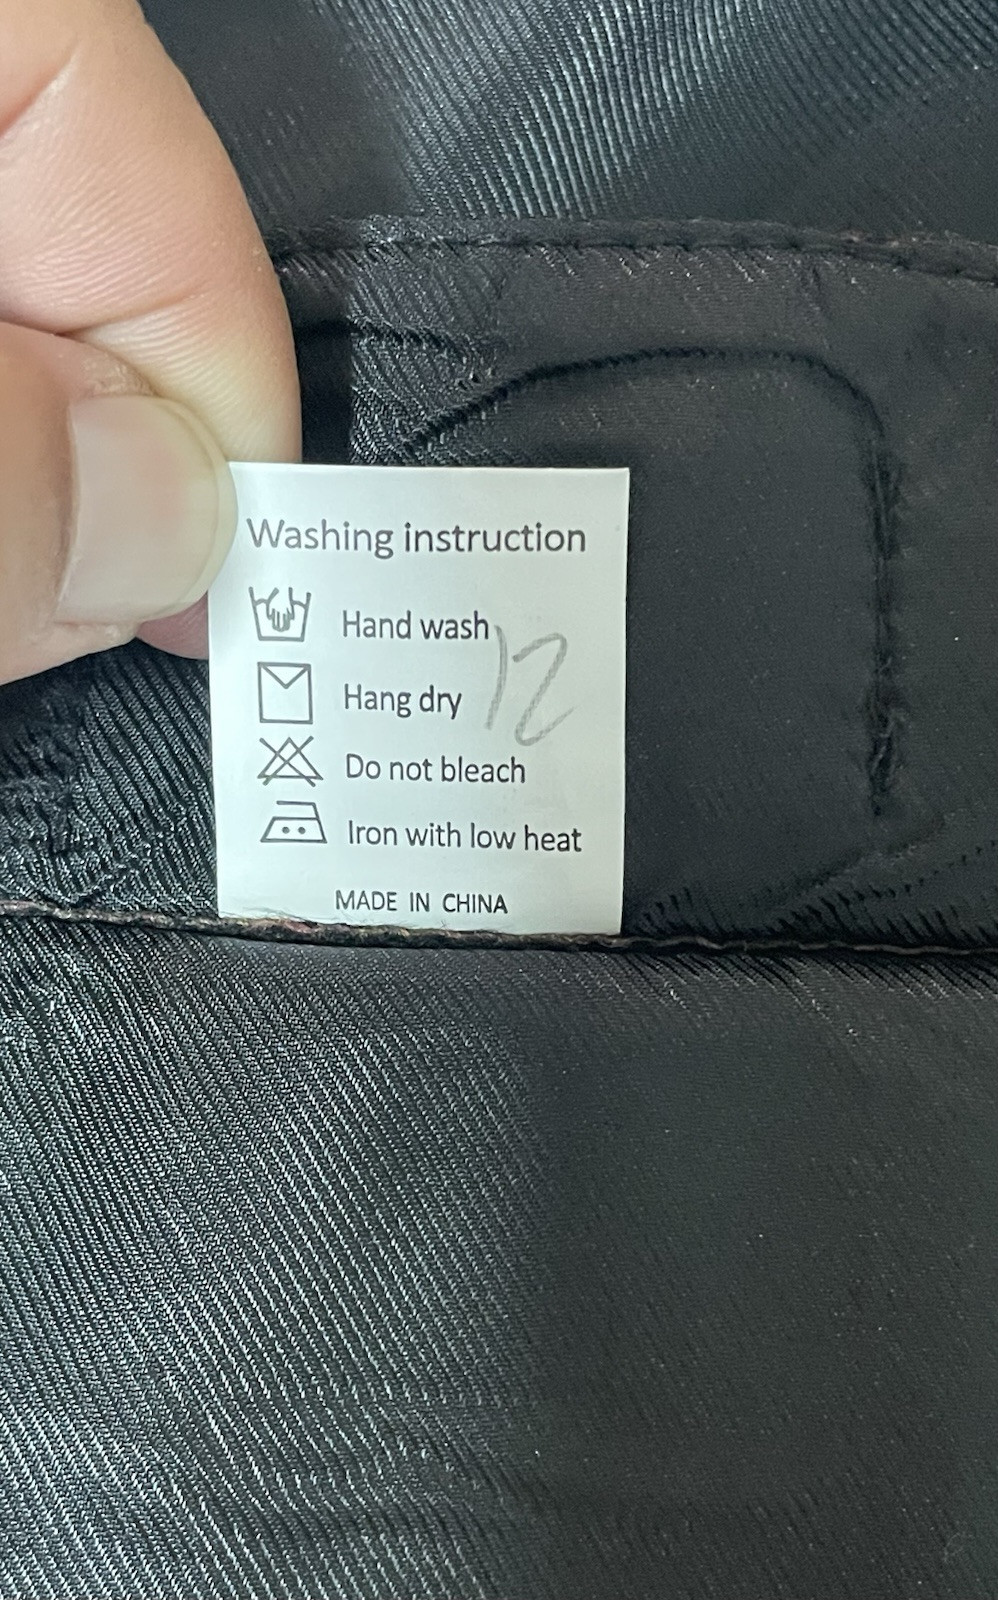 Washing instruction
Hand wash
12
Hang dry
Do not bleach
Iron with low heat
MADE IN CHINA